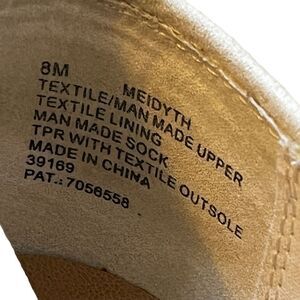 8M MEIDYTH
TEXTILE/MAN MADE UPPER
TEXTILE LINING
MAN MADE SOCK
TPR WITH TEXTILE OUTSOLE
MADE IN CHINA
39169
PAT.:7056558